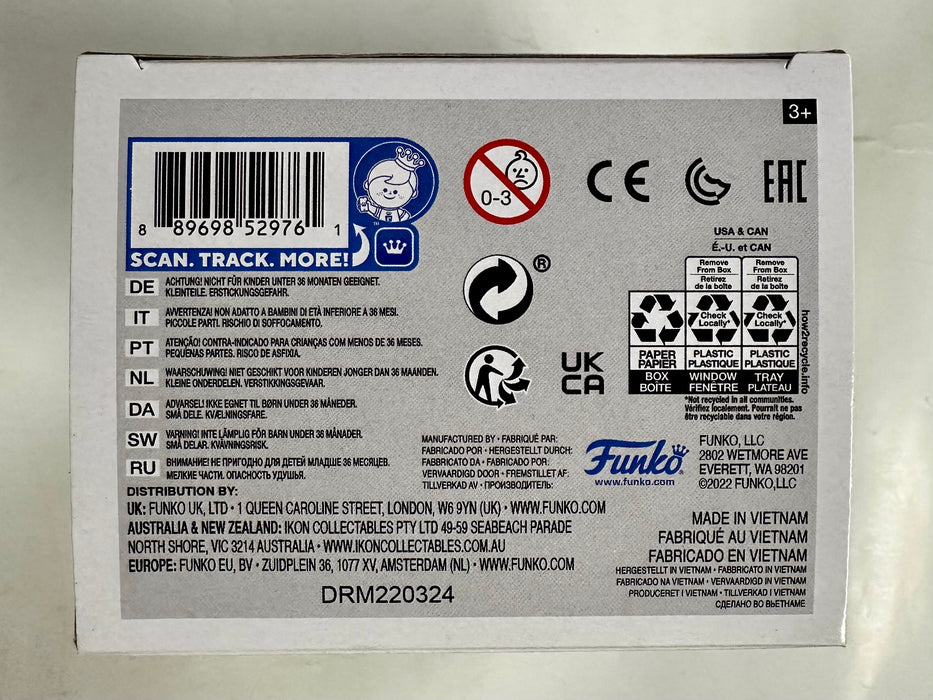 3+
8 89698 52976 1
SCAN. TRACK. MORE!
™
0-3
CE
EAC
®
UK
CA
USA & CAN
É.-U. et CAN
Remove
From Box
Retirez
de la boîte
Remove
From Box
Retirez
de la boîte
Check
Locally*
Check
Locally*
PAPER
PAPIER
PLASTIC
PLASTIQUE
PLASTIC
PLASTIQUE
BOX
BOÎTE
WINDOW
FENÊTRE
TRAY
PLATEAU
how2recycle.info
*Not recycled in all communities.
Vérifiez localement. Pourrait ne pas
être recyclable dans votre région.
DE ACHTUNG! NICHT FÜR KINDER UNTER 36 MONATEN GEEIGNET.
KLEINTEILE. ERSTICKUNGSGEFAHR.
IT AVVERTENZA! NON ADATTO A BAMBINI DI ETÀ INFERIORE A 36 MESI.
PICCOLE PARTI. RISCHIO DI SOFFOCAMENTO.
PT ATENÇÃO! CONTRA-INDICADO PARA CRIANÇAS COM MENOS DE 36 MESES.
PEQUENAS PARTES. RISCO DE ASFIXIA.
NL WAARSCHUWING! NIET GESCHIKT VOOR KINDEREN JONGER DAN 36 MAANDEN.
KLEINE ONDERDELEN. VERSTIKKINGSGEVAAR.
DA ADVARSEL! IKKE EGNET TIL BØRN UNDER 36 MÅNEDER.
SMÅ DELE. KVÆLNINGSFARE.
SW VARNING! INTE LÄMPLIG FÖR BARN UNDER 36 MÅNADER.
SMÅ DELAR. KVÄVNINGSRISK.
RU ВНИМАНИЕ! НЕ ПРИГОДНО ДЛЯ ДЕТЕЙ МЛАДШЕ 36 МЕСЯЦЕВ.
МЕЛКИЕ ЧАСТИ. ОПАСНОСТЬ УДУШЬЯ.
MANUFACTURED BY • FABRIQUÉ PAR:
FABRICADO POR • HERGESTELLT DURCH:
FABBRICATO DA • FABRICADO POR:
VERVAARDIGD DOOR • FREMSTILLET AF:
TILLVERKAD AV • ПРОИЗВОДИТЕЛЬ:
Funko®
www.funko.com
FUNKO, LLC
2802 WETMORE AVE
EVERETT, WA 98201
©2022 FUNKO,LLC
DISTRIBUTION BY:
UK: FUNKO UK, LTD • 1 QUEEN CAROLINE STREET, LONDON, W6 9YN (UK) • WWW.FUNKO.COM
AUSTRALIA & NEW ZEALAND: IKON COLLECTABLES PTY LTD 49-59 SEABEACH PARADE
NORTH SHORE, VIC 3214 AUSTRALIA • WWW.IKONCOLLECTABLES.COM.AU
EUROPE: FUNKO EU, BV • ZUIDPLEIN 36, 1077 XV, AMSTERDAM (NL) • WWW.FUNKO.COM
DRM220324
MADE IN VIETNAM
FABRIQUÉ AU VIETNAM
FABRICADO EN VIETNAM
HERGESTELLT IN VIETNAM • FABBRICATO IN VIETNAM
FABRICADO NA VIETNAM • VERVAARDIGD IN VIETNAM
PRODUCERET I VIETNAM • TILLVERKAD I VIETNAM
СДЕЛАНО ВО ВЬЕТНАМЕ